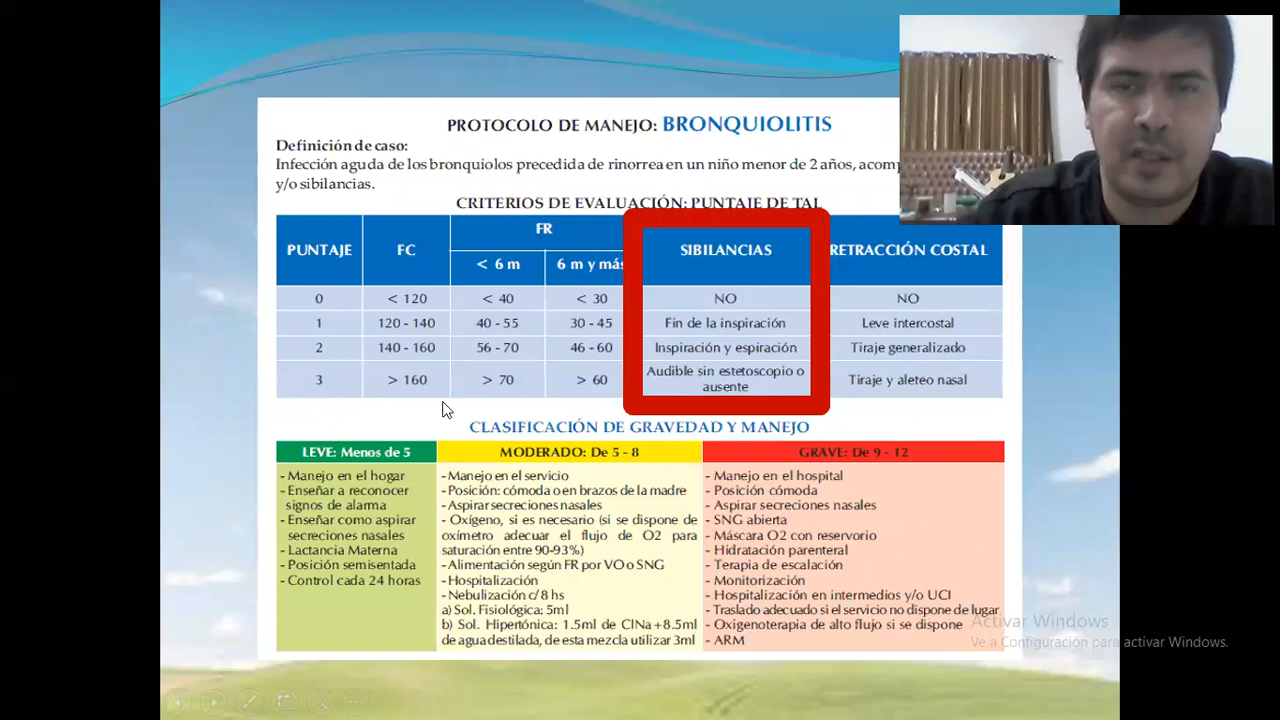 PROTOCOLO DE MANEJO: BRONQUIOLITIS
Definición de caso:
Infección aguda de los bronquiolos precedida de rinorrea en un niño menor de 2 años,
y/o sibilancias.
CRITERIOS DE EVALUACIÓN: PUNTAJE DE TAL
PUNTAJE FC FR SIBILANCIAS RETRACCIÓN COSTAL
< 6 m 6 m y más
0 < 120 < 40 < 30 NO NO
1 120 - 140 40 - 55 30 - 45 Fin de la inspiración Leve intercostal
2 140 - 160 56 - 70 46 - 60 Inspiración y espiración Tiraje generalizado
3 > 160 > 70 > 60 Audible sin estetoscopio o ausente Tiraje y aleteo nasal
CLASIFICACIÓN DE GRAVEDAD Y MANEJO
LEVE: Menos de 5
- Manejo en el hogar
- Enseñar a reconocer
signos de alarma
- Enseñar como aspirar
secreciones nasales
- Lactancia Materna
- Posición semisentada
- Control cada 24 horas
MODERADO: De 5 - 8
- Manejo en el servicio
- Posición: cómoda o en brazos de la madre
- Aspirar secreciones nasales
- Oxígeno, si es necesario (si se dispone de
oxímetro adecuar el flujo de O2 para
saturación entre 90-93%)
- Alimentación según FR por VO o SNG
- Hospitalización
- Nebulización c/ 8 hs
a) Sol. Fisiológica: 5ml
b) Sol. Hipertónica: 1.5ml de ClNa+8.5ml
de agua destilada, de esta mezcla utilizar 3ml
GRAVE: De 9 - 12
- Manejo en el hospital
- Posición cómoda
- Aspirar secreciones nasales
- SNG abierta
- Máscara O2 con reservorio
- Hidratación parenteral
- Terapia de escalación
- Monitorización
- Hospitalización en intermedios y/o UCI
- Traslado adecuado si el servicio no dispone de lugar.
- Oxígenoterapia de alto flujo si se dispone
- ARM
Activar Windows
Ve a Configuración para activar Windows.